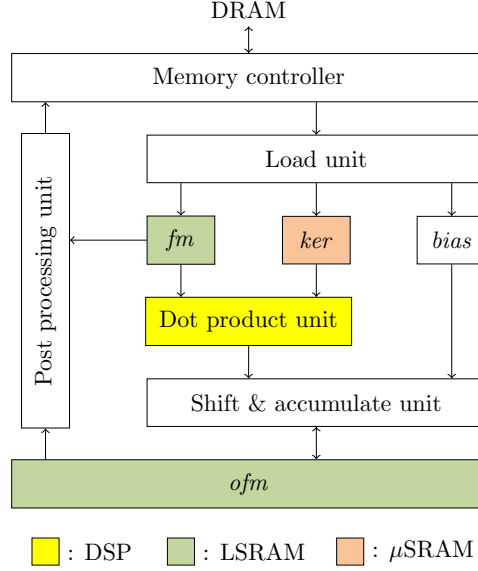 DRAM
Memory controller
Load unit
Post processing unit
fm
ker
bias
Dot product unit
Shift & accumulate unit
ofm
: DSP
: LSRAM
: μSRAM